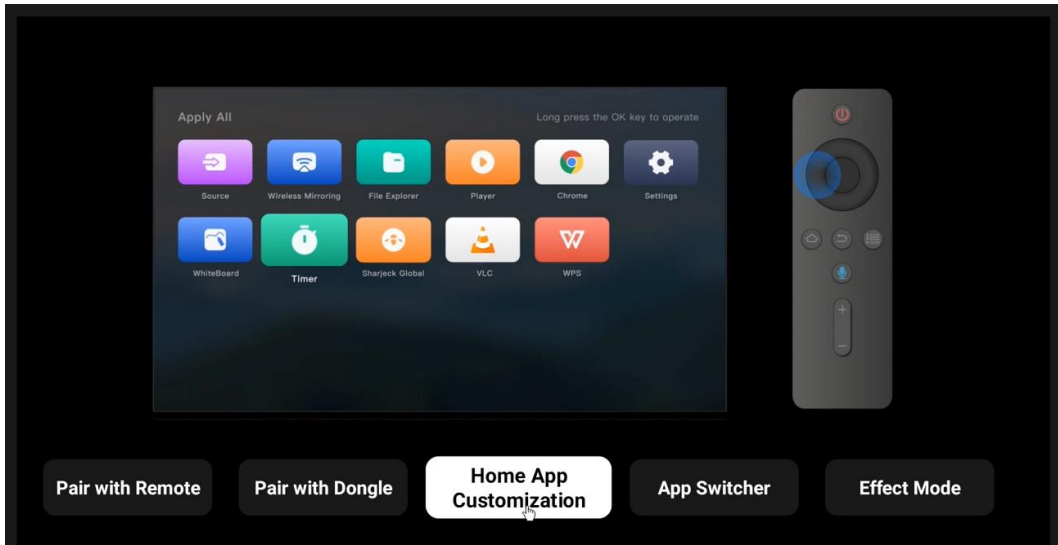 Apply All
Long press the OK key to operate
Source
Wireless Mirroring
File Explorer
Player
Chrome
Settings
WhiteBoard
Timer
Sharjeck Global
VLC
WPS
+
-
Pair with Remote
Pair with Dongle
Home App
Customization
App Switcher
Effect Mode